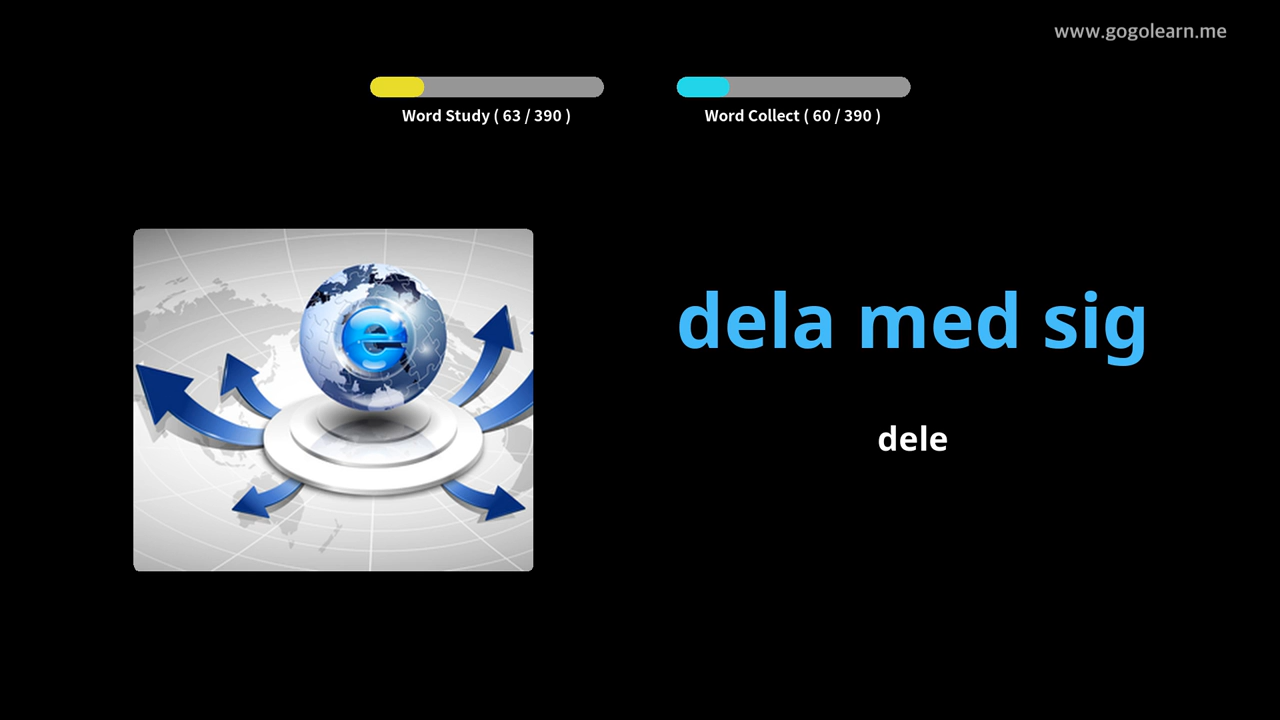 www.gogolearn.me
Word Study ( 63 / 390 )
Word Collect ( 60 / 390 )
e
dela med sig
dele